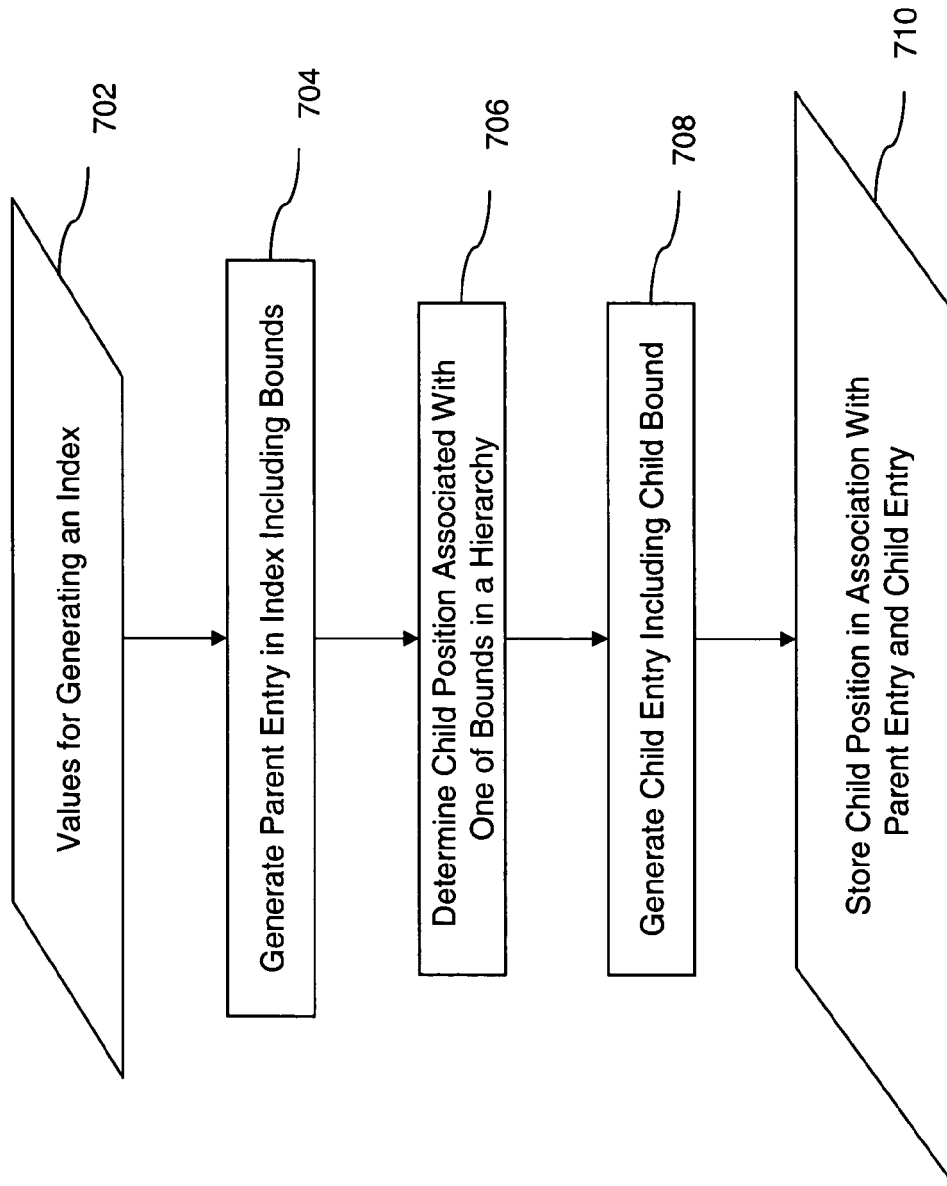 Values for Generating an Index
702
Generate Parent Entry in Index Including Bounds
704
Determine Child Position Associated With
One of Bounds in a Hierarchy
706
Generate Child Entry Including Child Bound
708
Store Child Position in Association With
Parent Entry and Child Entry
710